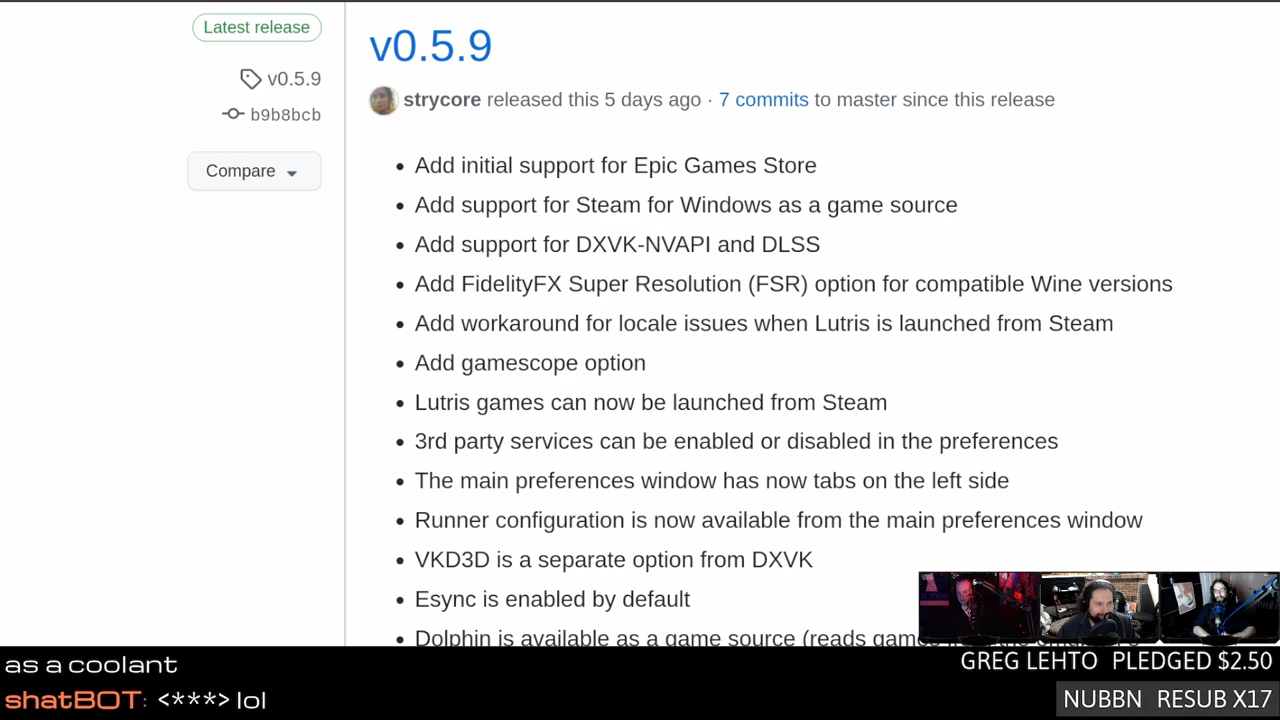 Latest release
v0.5.9
b9b8bcb
Compare
v0.5.9
strycore released this 5 days ago · 7 commits to master since this release
• Add initial support for Epic Games Store
• Add support for Steam for Windows as a game source
• Add support for DXVK-NVAPI and DLSS
• Add FidelityFX Super Resolution (FSR) option for compatible Wine versions
• Add workaround for locale issues when Lutris is launched from Steam
• Add gamescope option
• Lutris games can now be launched from Steam
• 3rd party services can be enabled or disabled in the preferences
• The main preferences window has now tabs on the left side
• Runner configuration is now available from the main preferences window
• VKD3D is a separate option from DXVK
• Esync is enabled by default
• Dolphin is available as a game source (reads
as a coolant
shatBOT: <***> lol
GREG LEHTO PLEDGED $2.50
NUBBN RESUB X17